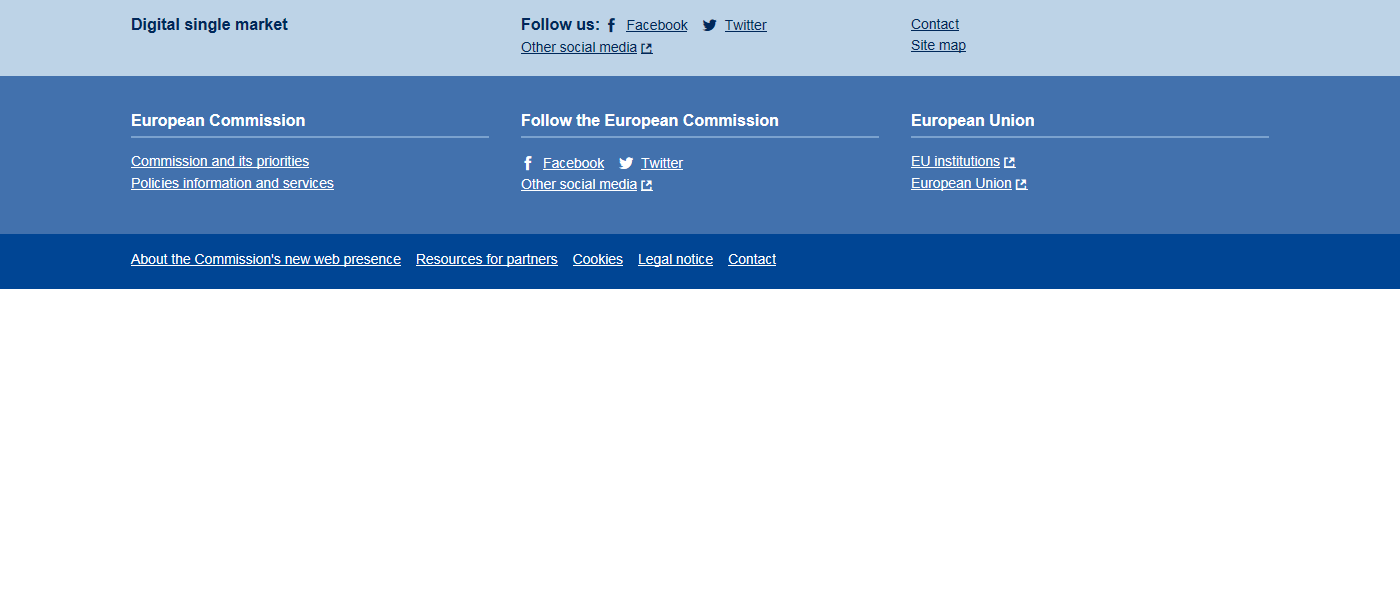 Digital single market
Follow us: Facebook Twitter
Other social media
Contact
Site map
European Commission
Commission and its priorities
Policies information and services
Follow the European Commission
Facebook Twitter
Other social media
European Union
EU institutions
European Union
About the Commission's new web presence Resources for partners Cookies Legal notice Contact